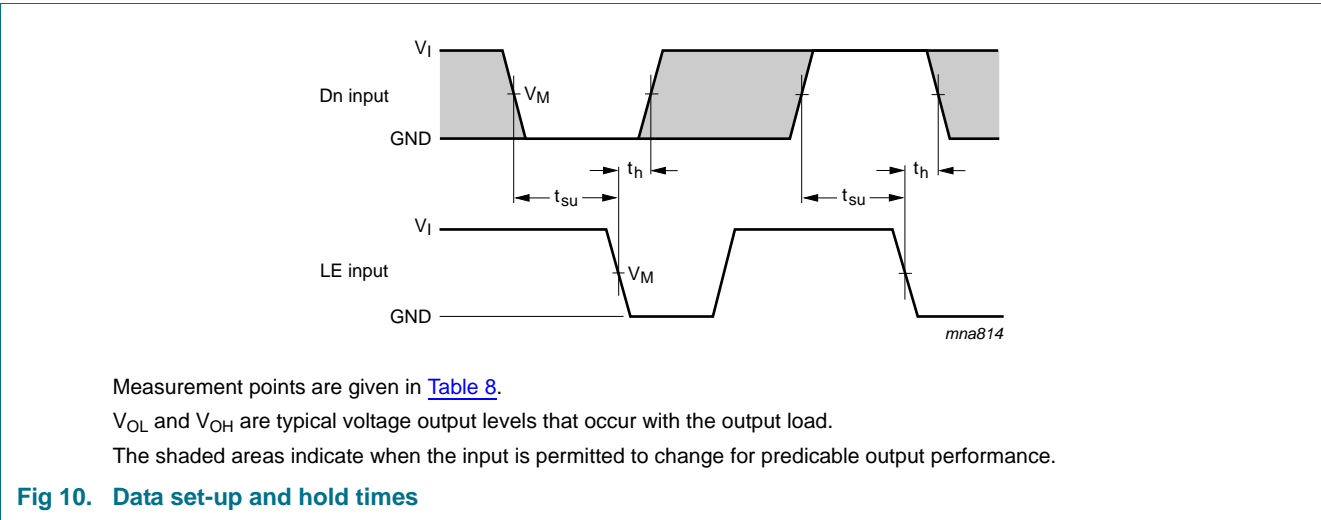 V_I
Dn input
V_M
GND
t_h
t_h
t_su
t_su
V_I
LE input
V_M
GND
mna814
Measurement points are given in Table 8.
V_OL and V_OH are typical voltage output levels that occur with the output load.
The shaded areas indicate when the input is permitted to change for predicable output performance.
Fig 10. Data set-up and hold times